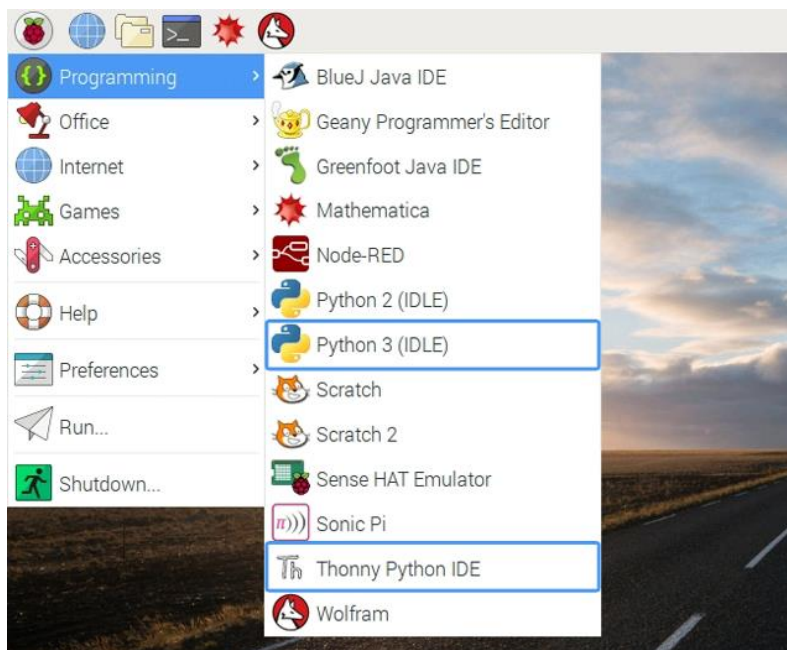 Programming
Office
Internet
Games
Accessories
Help
Preferences
Run...
Shutdown...
BlueJ Java IDE
Geany Programmer's Editor
Greenfoot Java IDE
Mathematica
Node-RED
Python 2 (IDLE)
Python 3 (IDLE)
Scratch
Scratch 2
Sense HAT Emulator
π)))
Sonic Pi
Th
Thonny Python IDE
Wolfram